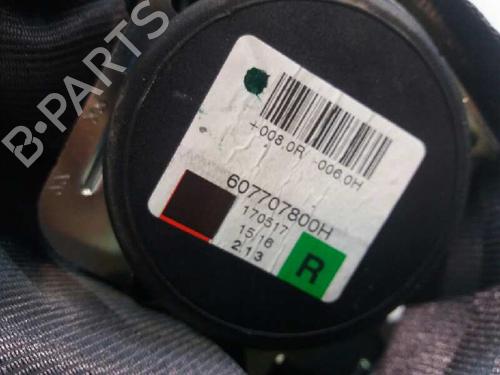 B-PARTS
+008.0R -006.0H
607707800H
170517
15/16
2.13
R